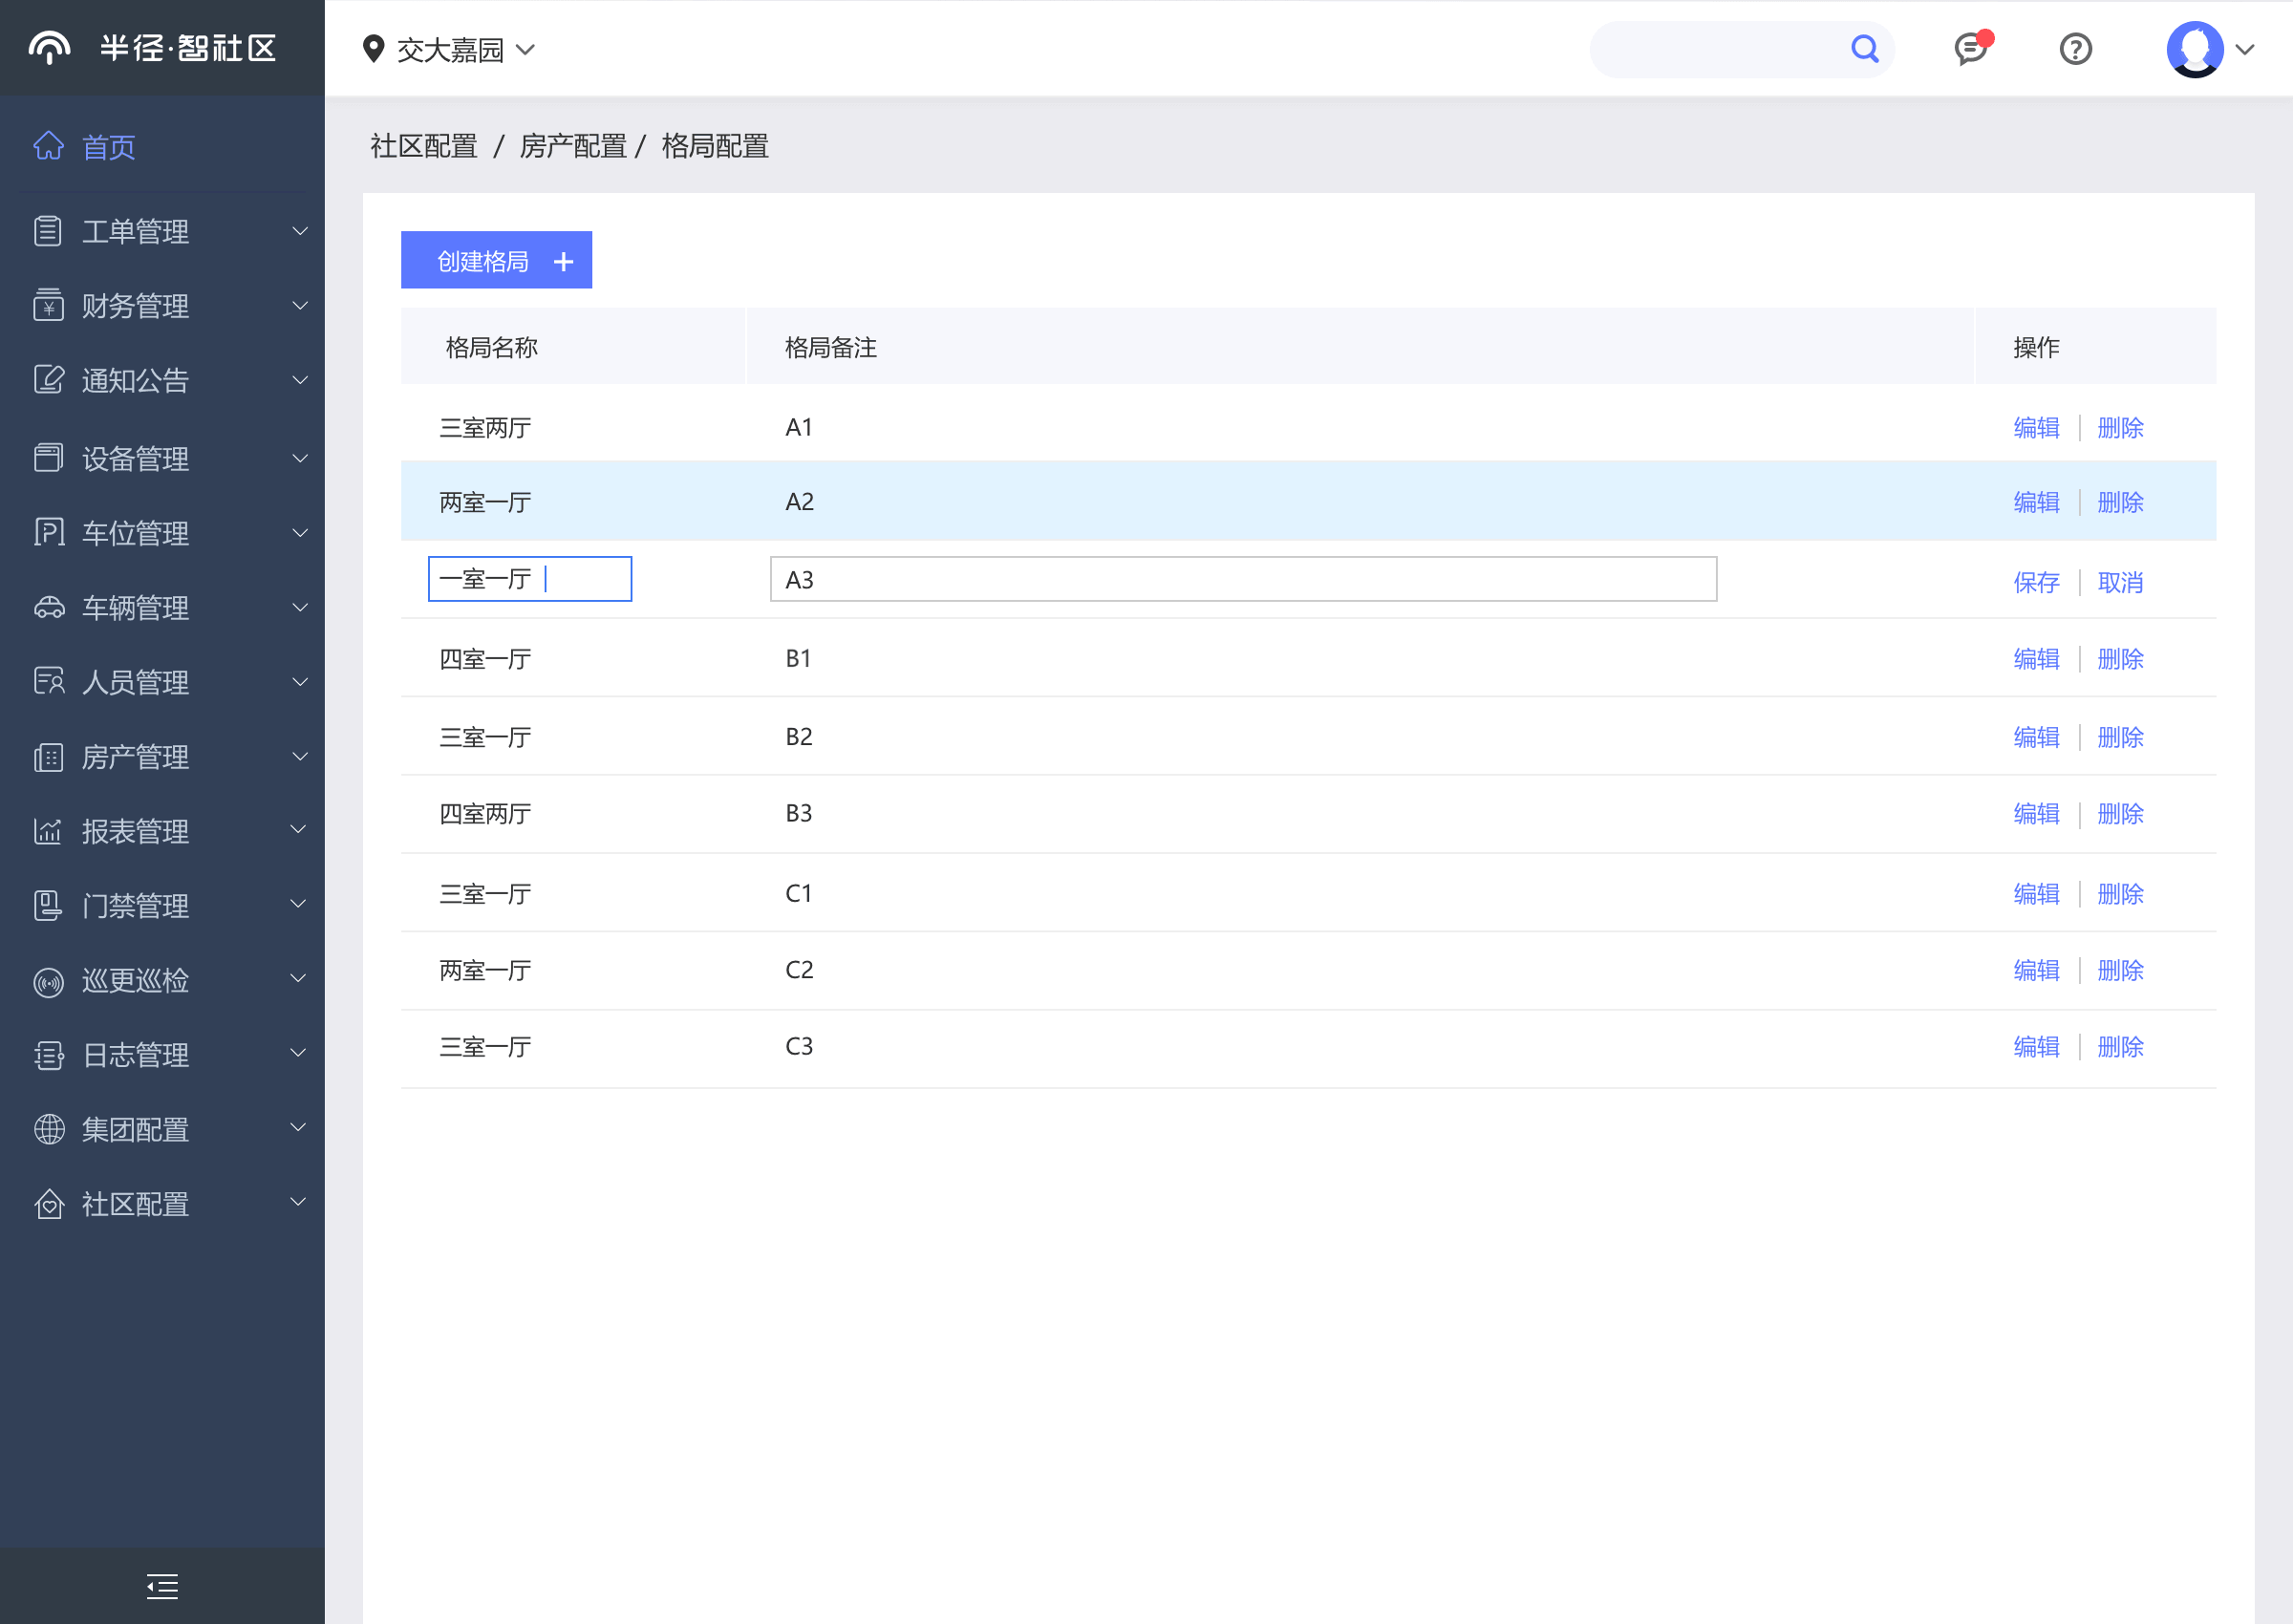 半径·智社区
交大嘉园
首页
工单管理
财务管理
通知公告
设备管理
车位管理
车辆管理
人员管理
房产管理
报表管理
门禁管理
巡更巡检
日志管理
集团配置
社区配置
社区配置 / 房产配置 / 格局配置
创建格局 +
格局名称 格局备注 操作
三室两厅 A1 编辑 删除
两室一厅 A2 编辑 删除
一室一厅 A3 保存 取消
四室一厅 B1 编辑 删除
三室一厅 B2 编辑 删除
四室两厅 B3 编辑 删除
三室一厅 C1 编辑 删除
两室一厅 C2 编辑 删除
三室一厅 C3 编辑 删除